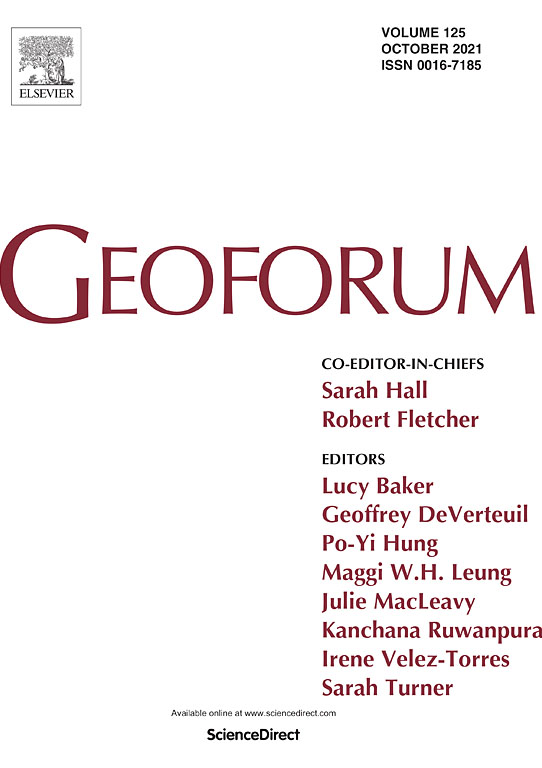 VOLUME 125
OCTOBER 2021
ISSN 0016-7185
ELSEVIER
GEOFORUM
CO-EDITOR-IN-CHIEFS
Sarah Hall
Robert Fletcher
EDITORS
Lucy Baker
Geoffrey DeVerteuil
Po-Yi Hung
Maggi W.H. Leung
Julie MacLeavy
Kanchana Ruwanpura
Irene Velez-Torres
Sarah Turner
Available online at www.sciencedirect.com
ScienceDirect